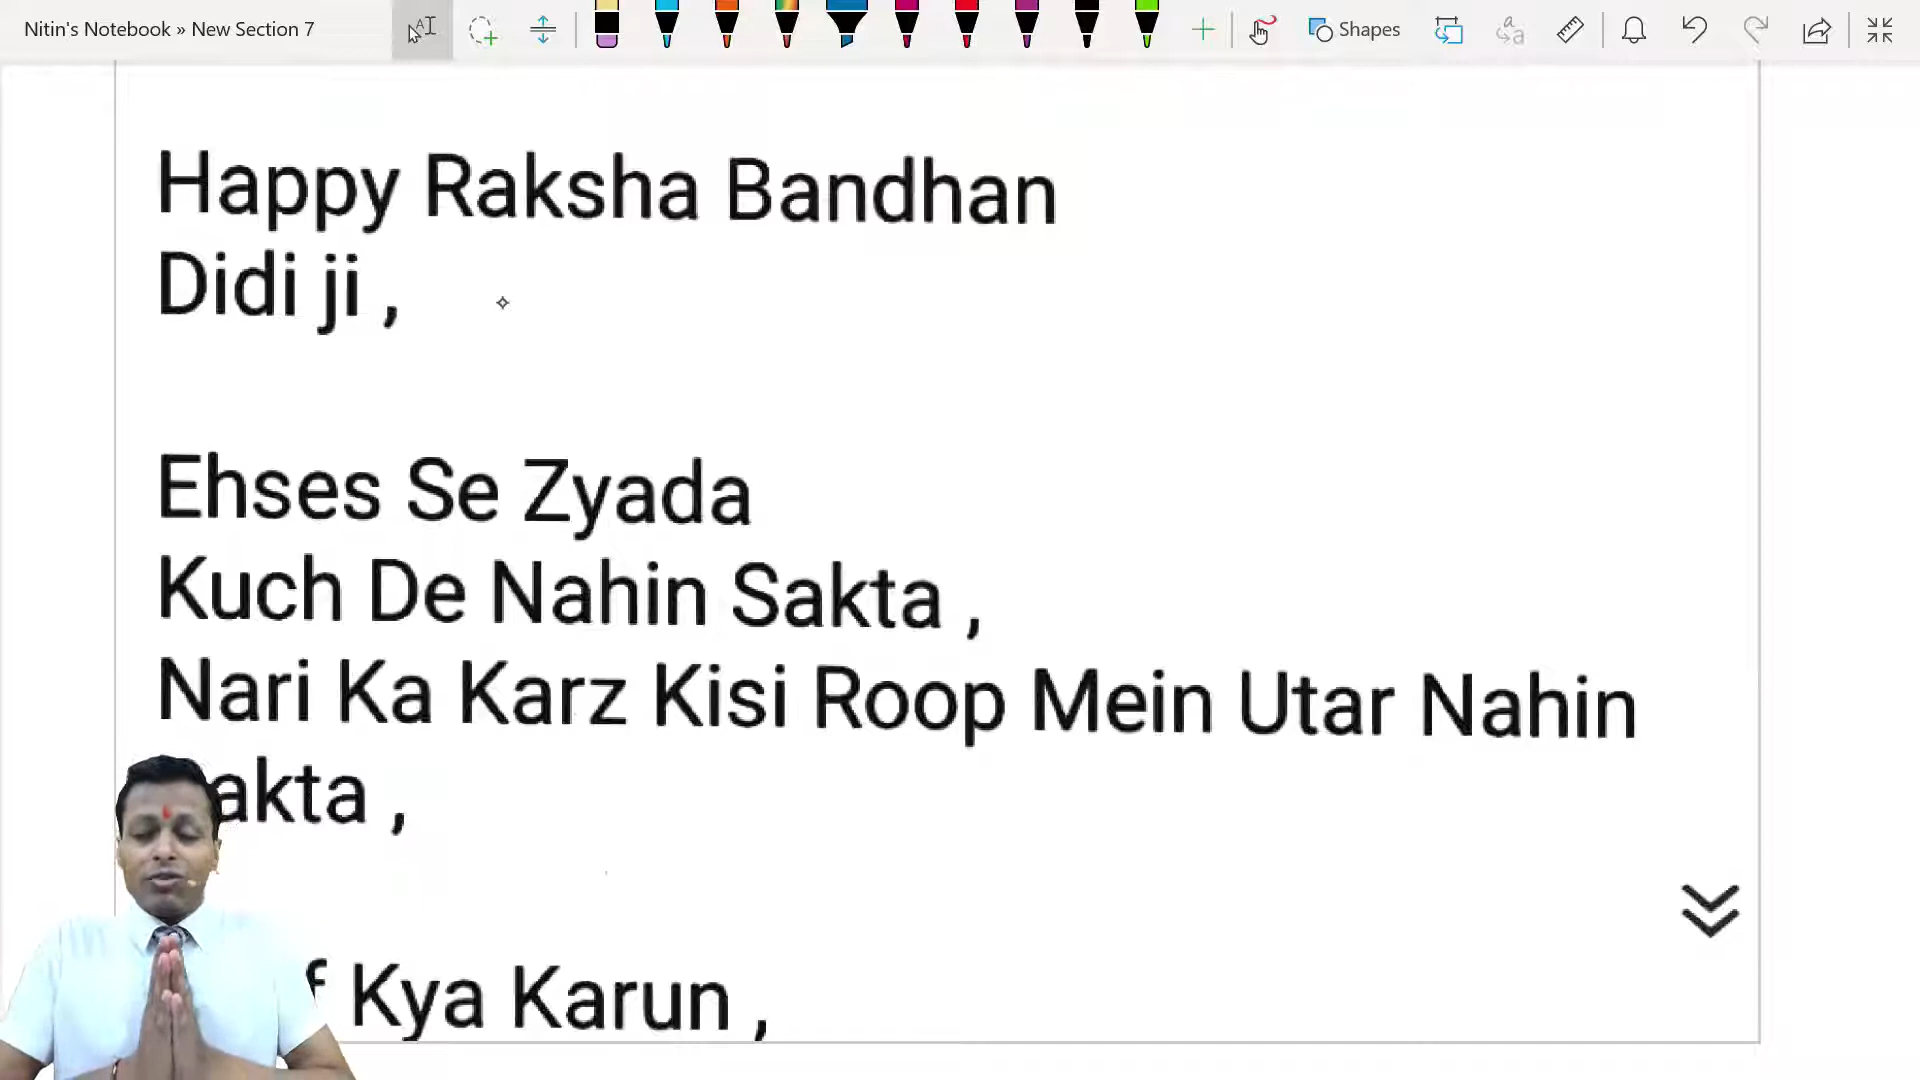 Nitin's Notebook » New Section 7
Shapes
Happy Raksha Bandhan
Didi ji ,
Ehses Se Zyada
Kuch De Nahin Sakta ,
Nari Ka Karz Kisi Roop Mein Utar Nahin
Kya Karun ,